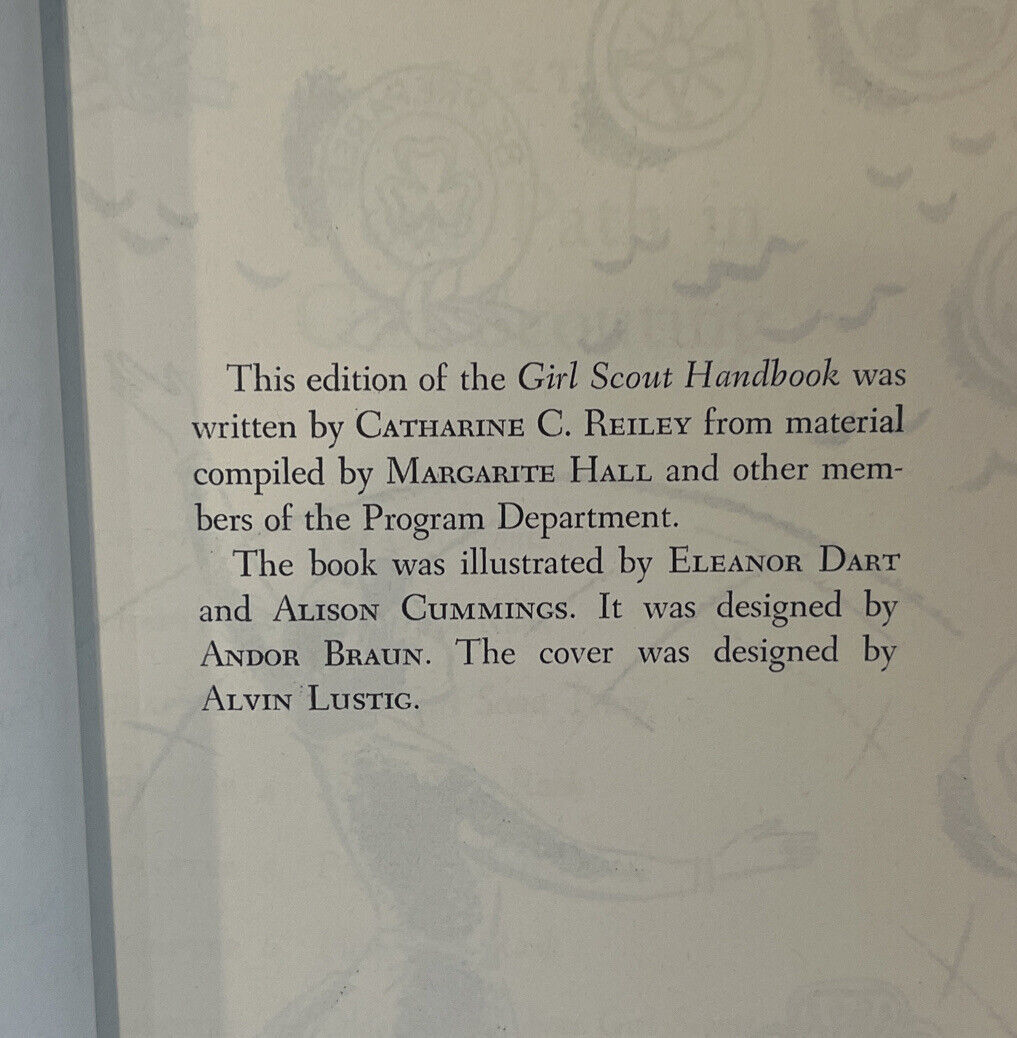 This edition of the Girl Scout Handbook was
written by CATHARINE C. REILEY from material
compiled by MARGARITE HALL and other mem-
bers of the Program Department.
The book was illustrated by ELEANOR DART
and ALISON CUMMINGS. It was designed by
ANDOR BRAUN. The cover was designed by
ALVIN LUSTIG.